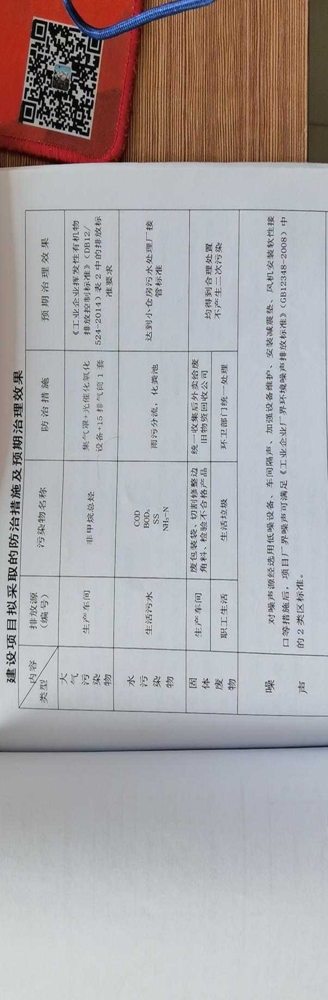 建设项目拟采取的防治措施及预期治理效果
内容
类型
排放源
（编号）
污染物名称
防治措施
预期治理效果
大
气
污
染
物
生产车间
非甲烷总烃
集气罩+光催化氧化
设备+15 排气筒 1 套
《工业企业挥发性有机物
排放控制标准》（DB12/
524-2014）表 2 中的排放标
准要求
水
污
染
物
生活污水
COD
BOD₅
SS
NH₃-N
雨污分流，化粪池
达到小仓房污水处理厂接
管标准
固
体
废
物
生产车间
废包装袋、切割修整边
角料、检验不合格产品
统一收集后外卖给废
旧物资回收公司
均得到合理处置
不产生二次污染
职工生活
生活垃圾
环卫部门统一处理
噪
声
对噪声源经选用低噪设备、车间隔声、加强设备维护、安装减震垫、风机安装软性接
口等措施后，项目厂界噪声可满足《工业企业厂界环境噪声排放标准》（GB12348-2008）中
的 2 类区标准。